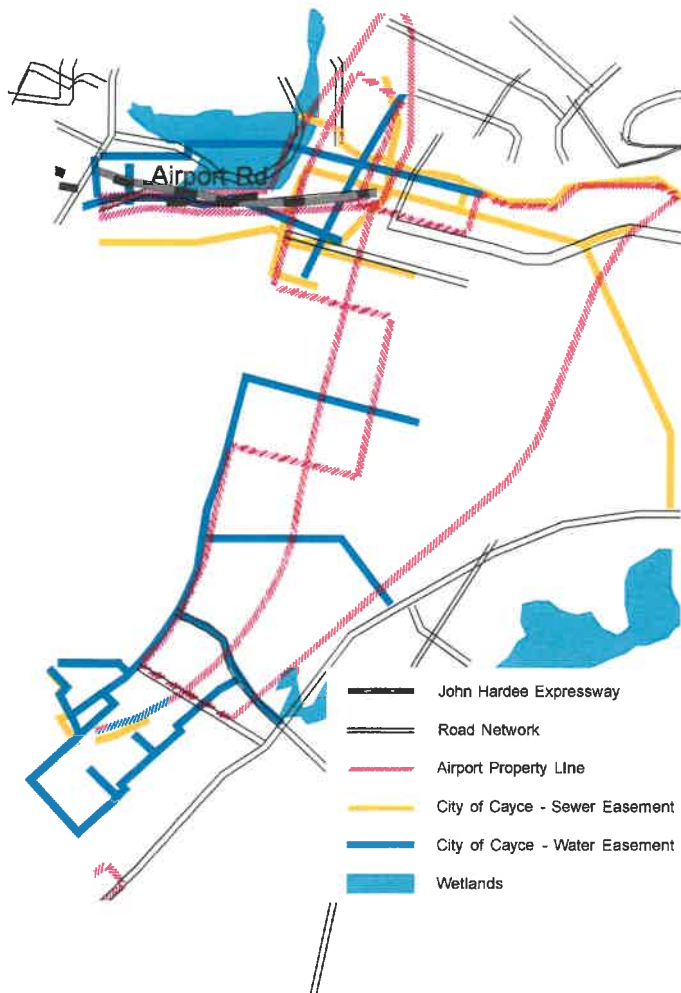 Airport Rd
John Hardee Expressway
Road Network
Airport Property Line
City of Cayce - Sewer Easement
City of Cayce - Water Easement
Wetlands